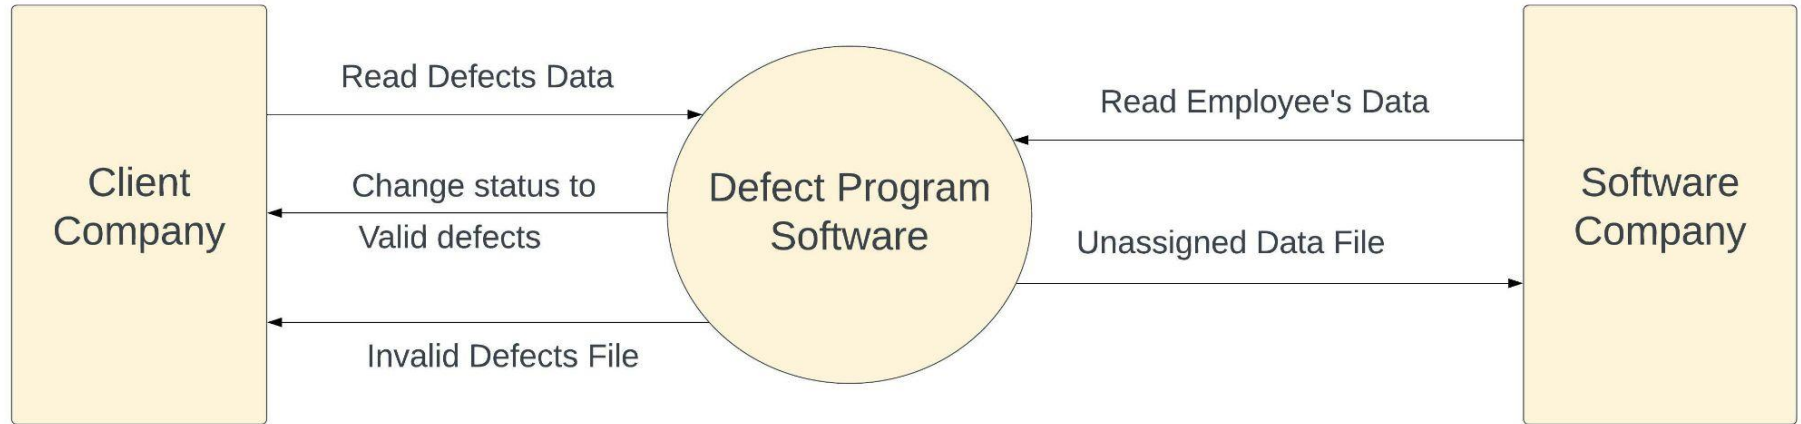 Client
Company
Read Defects Data
Change status to
Valid defects
Invalid Defects File
Defect Program
Software
Read Employee's Data
Unassigned Data File
Software
Company